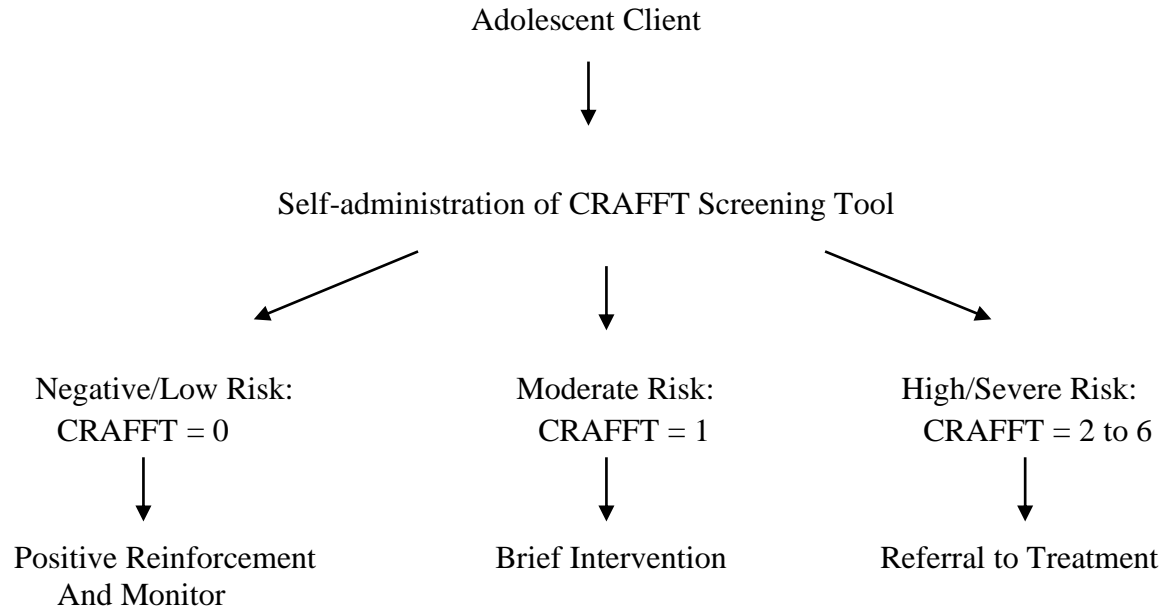 Adolescent Client
Self-administration of CRAFFT Screening Tool
Negative/Low Risk:
CRAFFT = 0
Moderate Risk:
CRAFFT = 1
High/Severe Risk:
CRAFFT = 2 to 6
Positive Reinforcement
And Monitor
Brief Intervention
Referral to Treatment